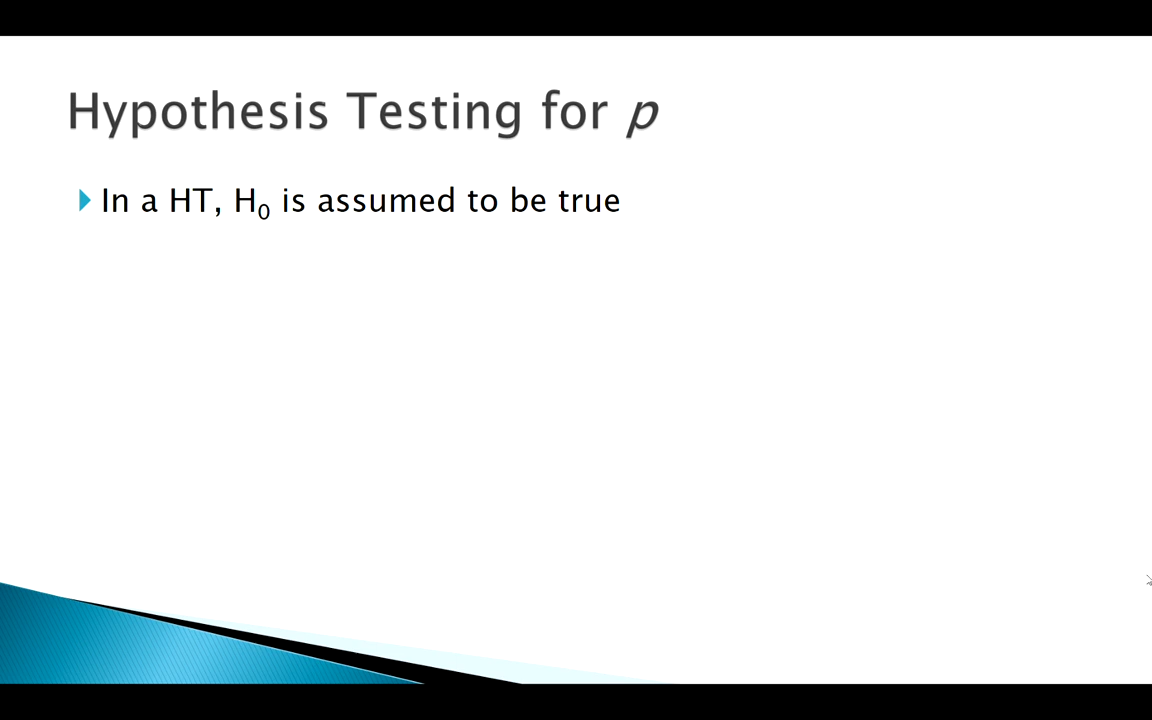 Hypothesis Testing for p
In a HT, H₀ is assumed to be true